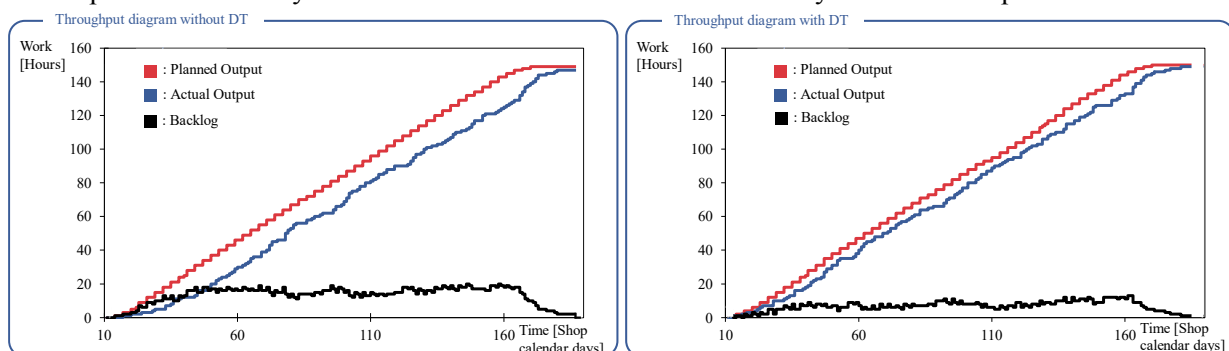 Throughput diagram without DT
Work
[Hours]
160
140
120
100
80
60
40
20
0
: Planned Output
: Actual Output
: Backlog
10
60
110
160
Time [Shop
calendar days]
Throughput diagram with DT
Work
[Hours]
160
140
120
100
80
60
40
20
0
: Planned Output
: Actual Output
: Backlog
10
60
110
160
Time [Shop
calendar days]